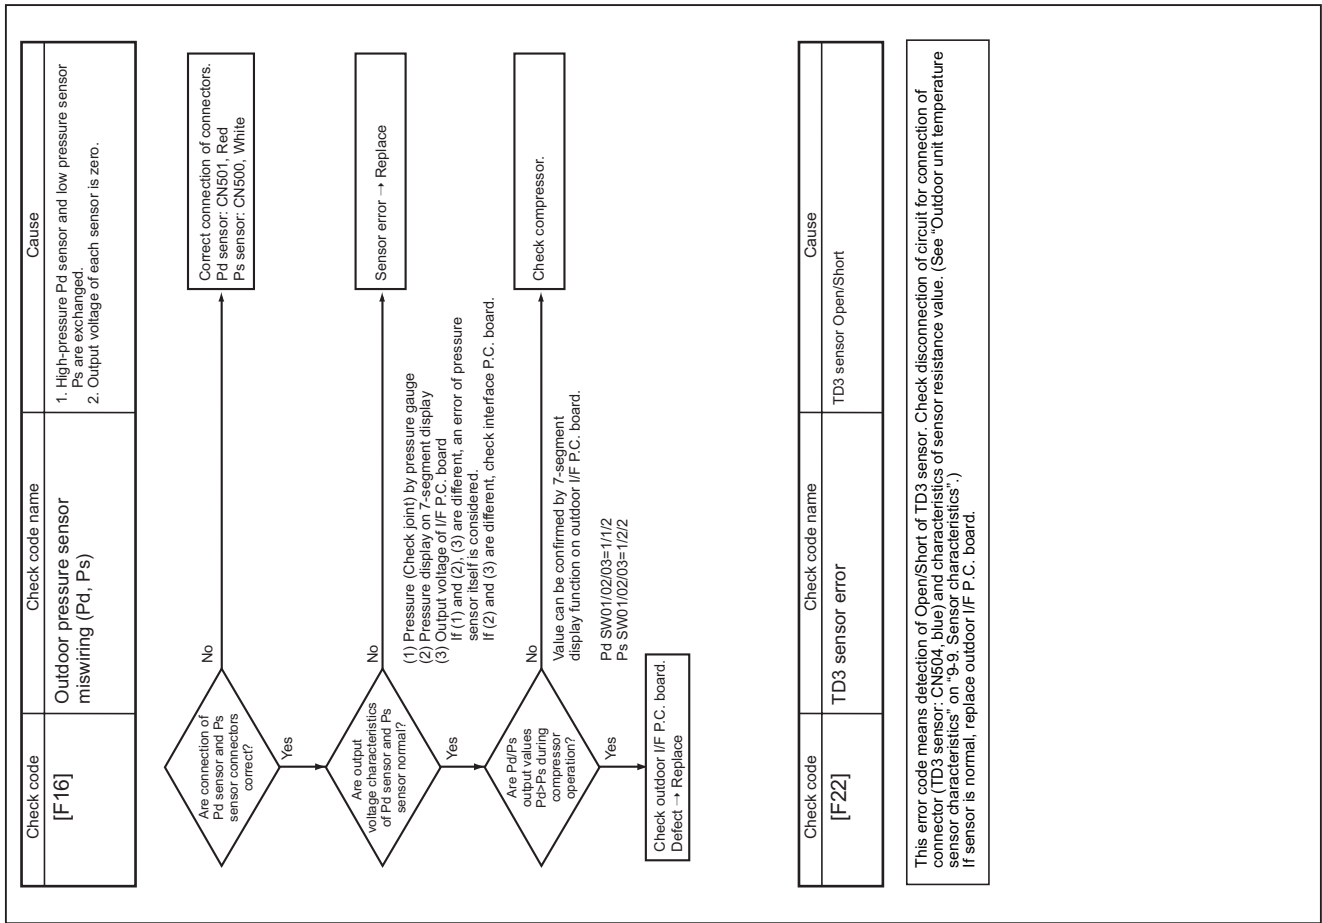 Check code
Check code name
Cause
[F16]
Outdoor pressure sensor
miswiring (Pd, Ps)
1. High-pressure Pd sensor and low pressure sensor
Ps are exchanged.
2. Output voltage of each sensor is zero.
Are connection of
Pd sensor and Ps
sensor connectors
correct?
No
Correct connection of connectors.
Pd sensor: CN501, Red
Ps sensor: CN500, White
Yes
Are output
voltage characteristics
of Pd sensor and Ps
sensor normal?
No
Sensor error → Replace
(1) Pressure (Check joint) by pressure gauge
(2) Pressure display on 7-segment display
(3) Output voltage of I/F P.C. board
If (1) and (2), (3) are different, an error of pressure
sensor itself is considered.
If (2) and (3) are different, check interface P.C. board.
Yes
Are Pd/Ps
output values
Pd>Ps during
compressor
operation?
No
Check compressor.
Value can be confirmed by 7-segment
display function on outdoor I/F P.C. board.
Pd SW01/02/03=1/1/2
Ps SW01/02/03=1/2/2
Yes
Check outdoor I/F P.C. board.
Defect → Replace
Check code
Check code name
Cause
[F22]
TD3 sensor error
TD3 sensor Open/Short
This error code means detection of Open/Short of TD3 sensor. Check disconnection of circuit for connection of
connector (TD3 sensor: CN504, blue) and characteristics of sensor resistance value. (See “Outdoor unit temperature
sensor characteristics” on “9-9. Sensor characteristics”.)
If sensor is normal, replace outdoor I/F P.C. board.